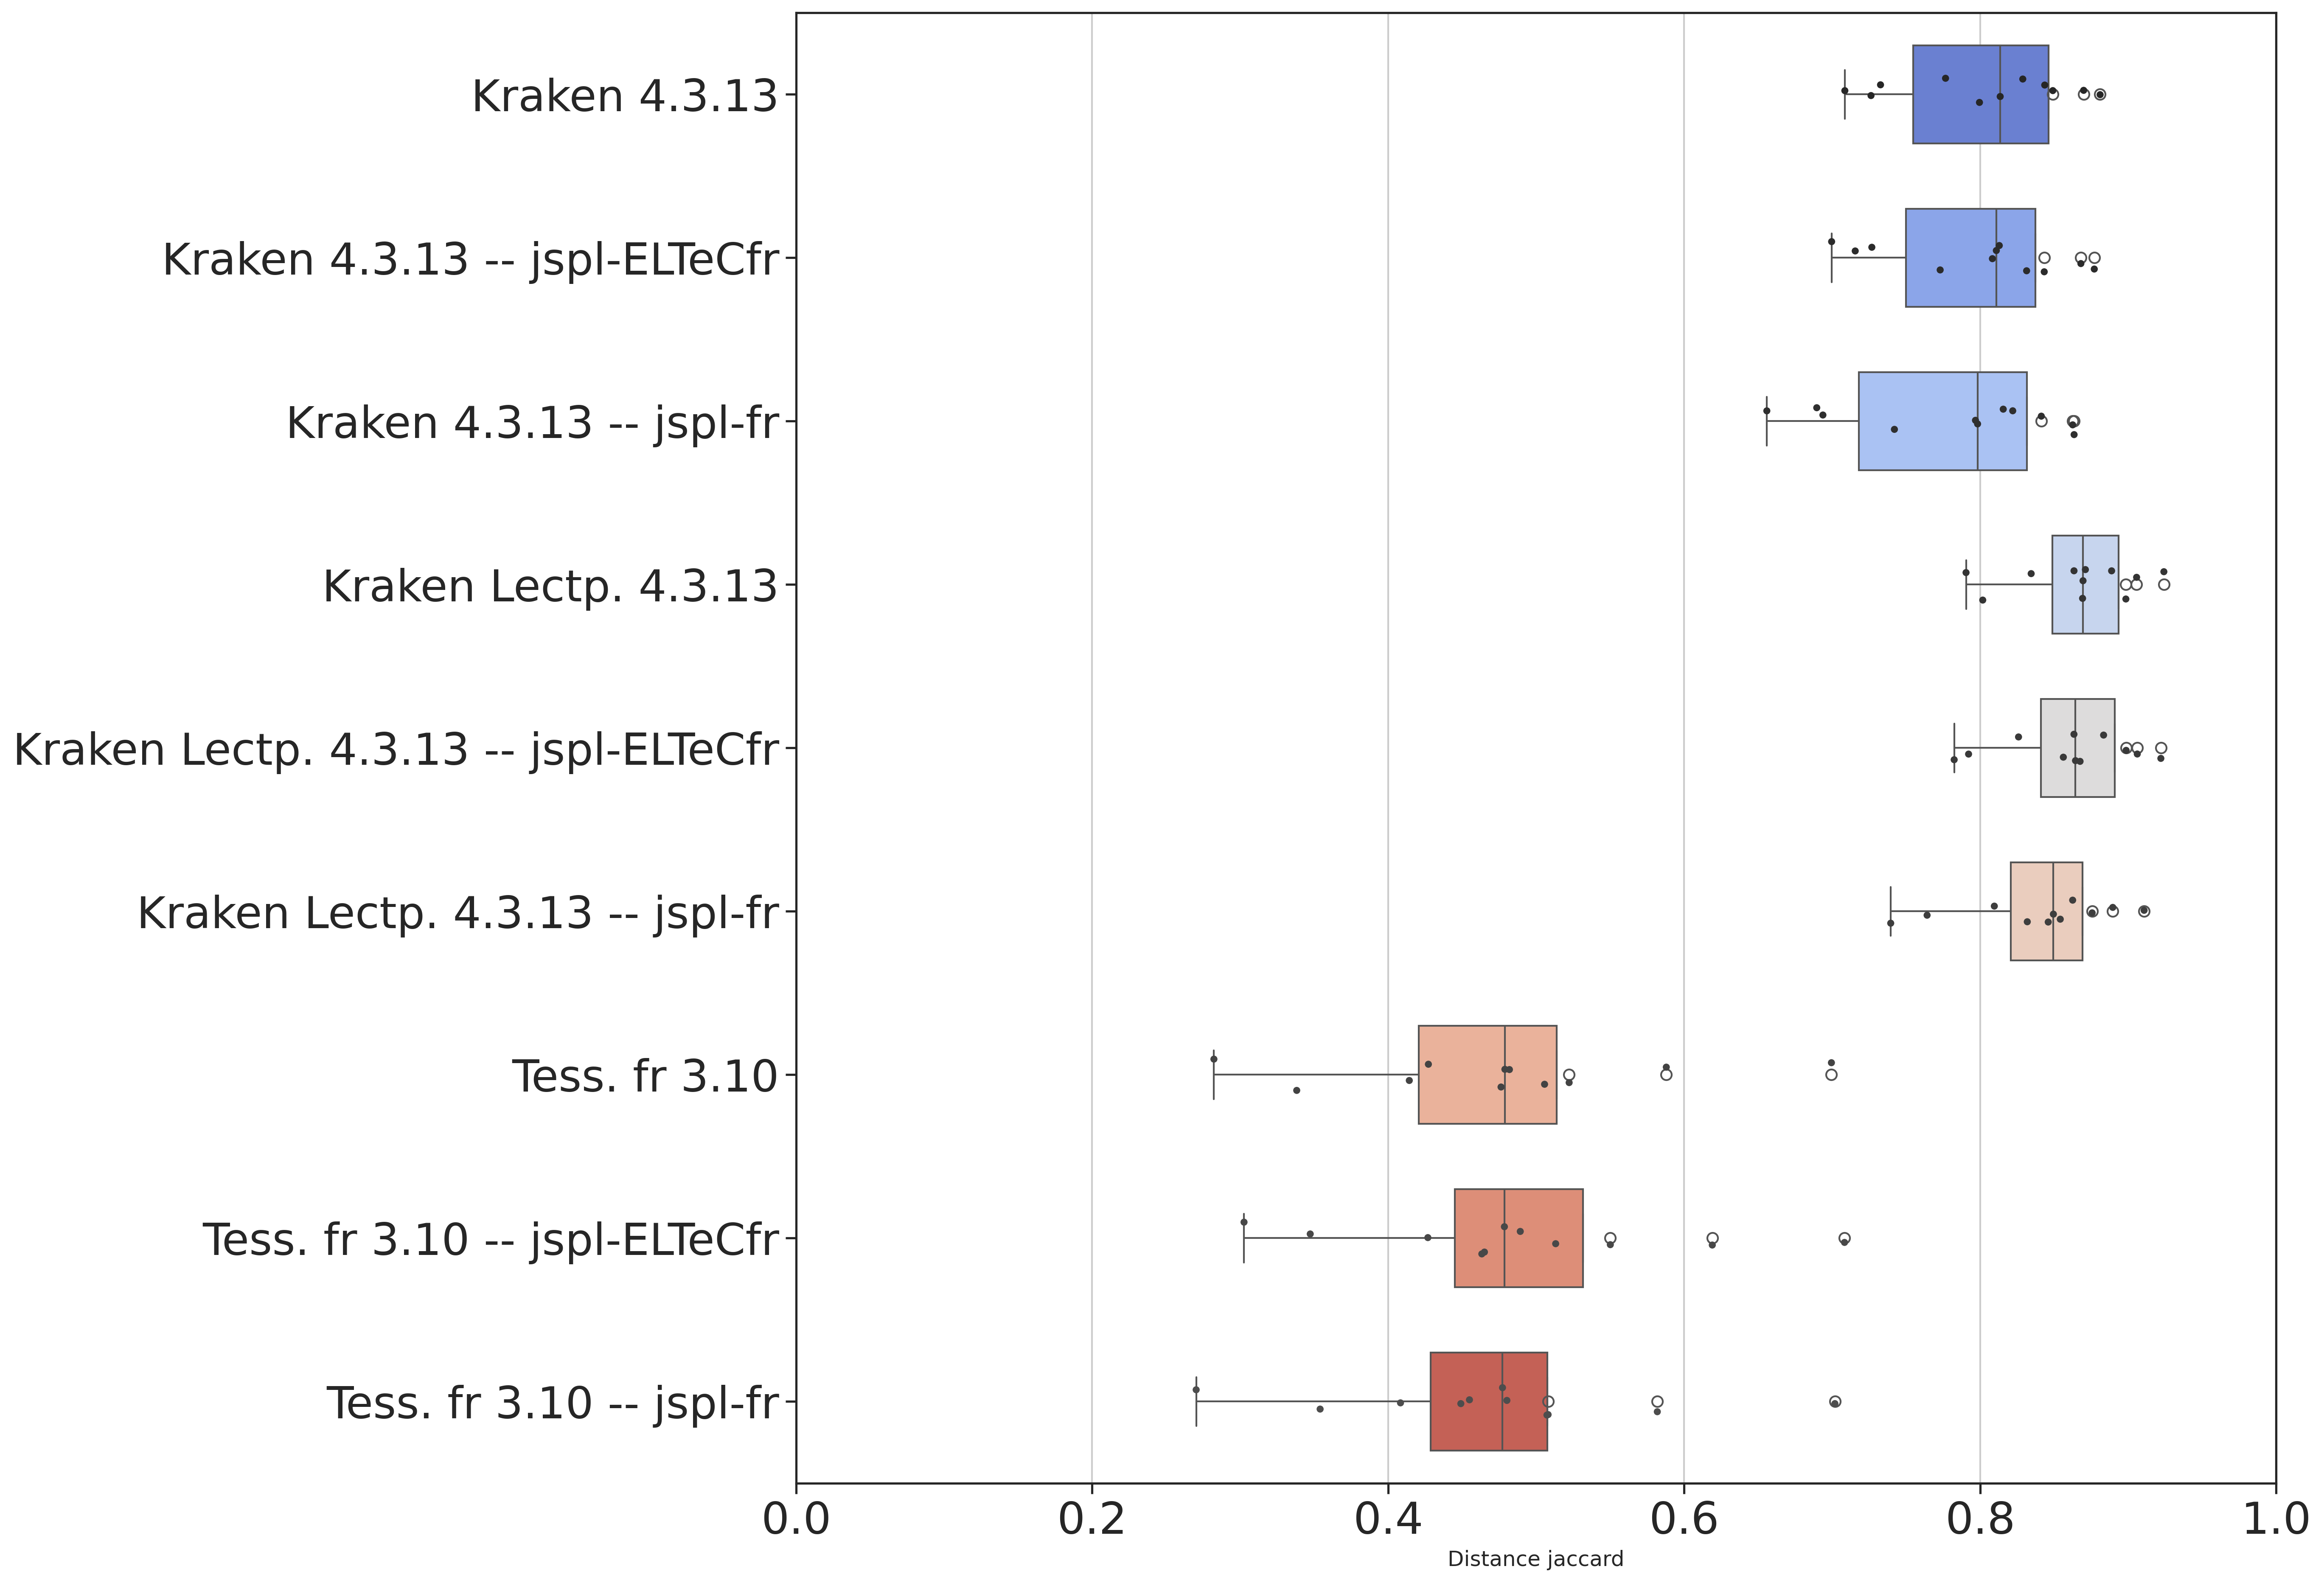 Kraken 4.3.13
Kraken 4.3.13 -- jspl-ELTeCfr
Kraken 4.3.13 -- jspl-fr
Kraken Lectp. 4.3.13
Kraken Lectp. 4.3.13 -- jspl-ELTeCfr
Kraken Lectp. 4.3.13 -- jspl-fr
Tess. fr 3.10
Tess. fr 3.10 -- jspl-ELTeCfr
Tess. fr 3.10 -- jspl-fr
0.0 0.2 0.4 0.6 0.8 1.0
Distance jaccard